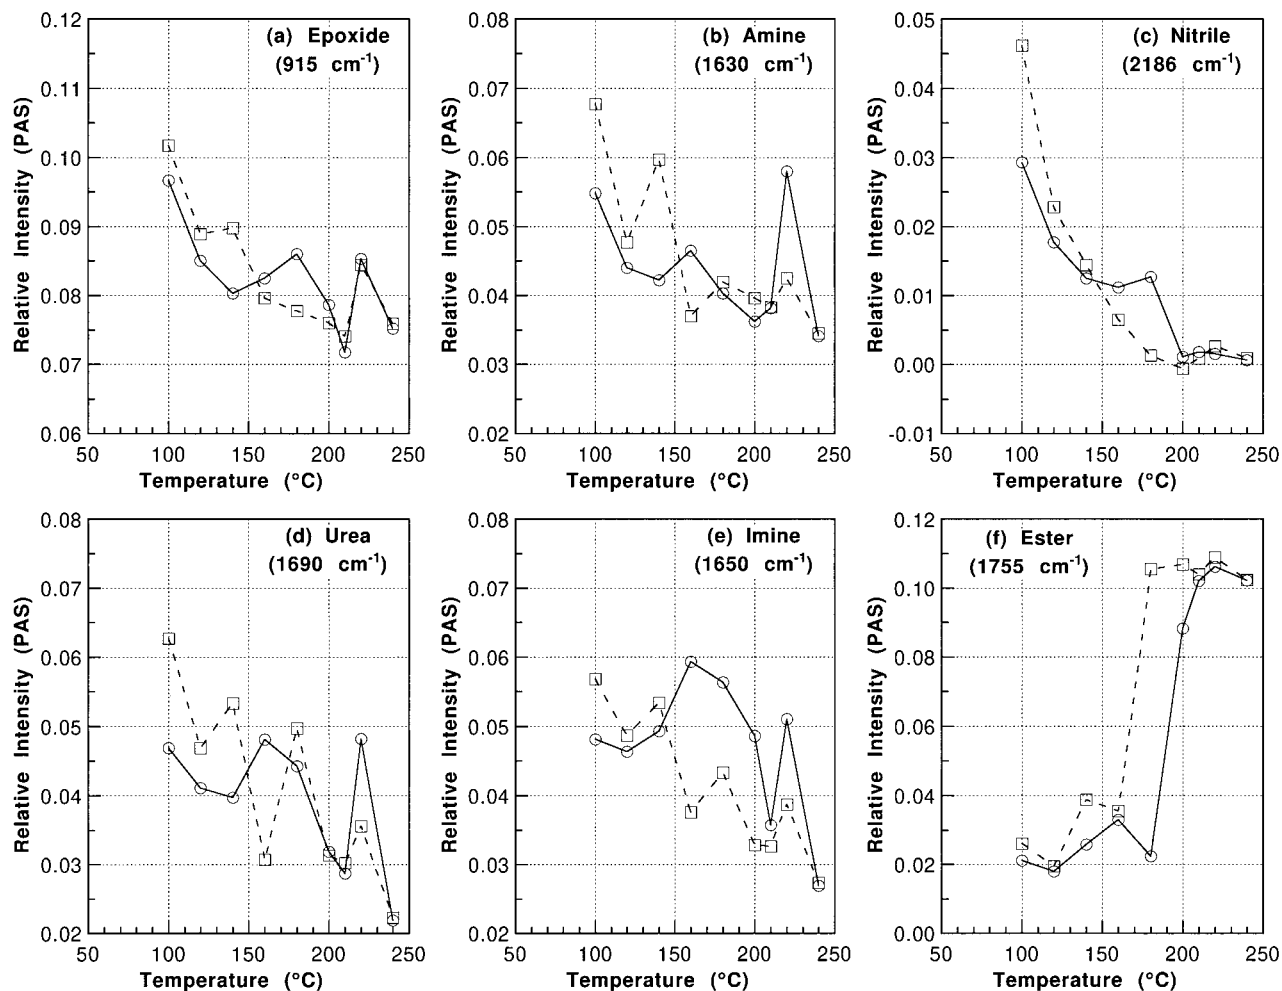 (a) Epoxide
(915 cm⁻¹)
Relative Intensity (PAS)
0.12
0.11
0.10
0.09
0.08
0.07
0.06
50 100 150 200 250
Temperature (°C)
(b) Amine
(1630 cm⁻¹)
Relative Intensity (PAS)
0.08
0.07
0.06
0.05
0.04
0.03
0.02
50 100 150 200 250
Temperature (°C)
(c) Nitrile
(2186 cm⁻¹)
Relative Intensity (PAS)
0.05
0.04
0.03
0.02
0.01
0.00
-0.01
50 100 150 200 250
Temperature (°C)
(d) Urea
(1690 cm⁻¹)
Relative Intensity (PAS)
0.08
0.07
0.06
0.05
0.04
0.03
0.02
50 100 150 200 250
Temperature (°C)
(e) Imine
(1650 cm⁻¹)
Relative Intensity (PAS)
0.08
0.07
0.06
0.05
0.04
0.03
0.02
50 100 150 200 250
Temperature (°C)
(f) Ester
(1755 cm⁻¹)
Relative Intensity (PAS)
0.12
0.10
0.08
0.06
0.04
0.02
0.00
50 100 150 200 250
Temperature (°C)